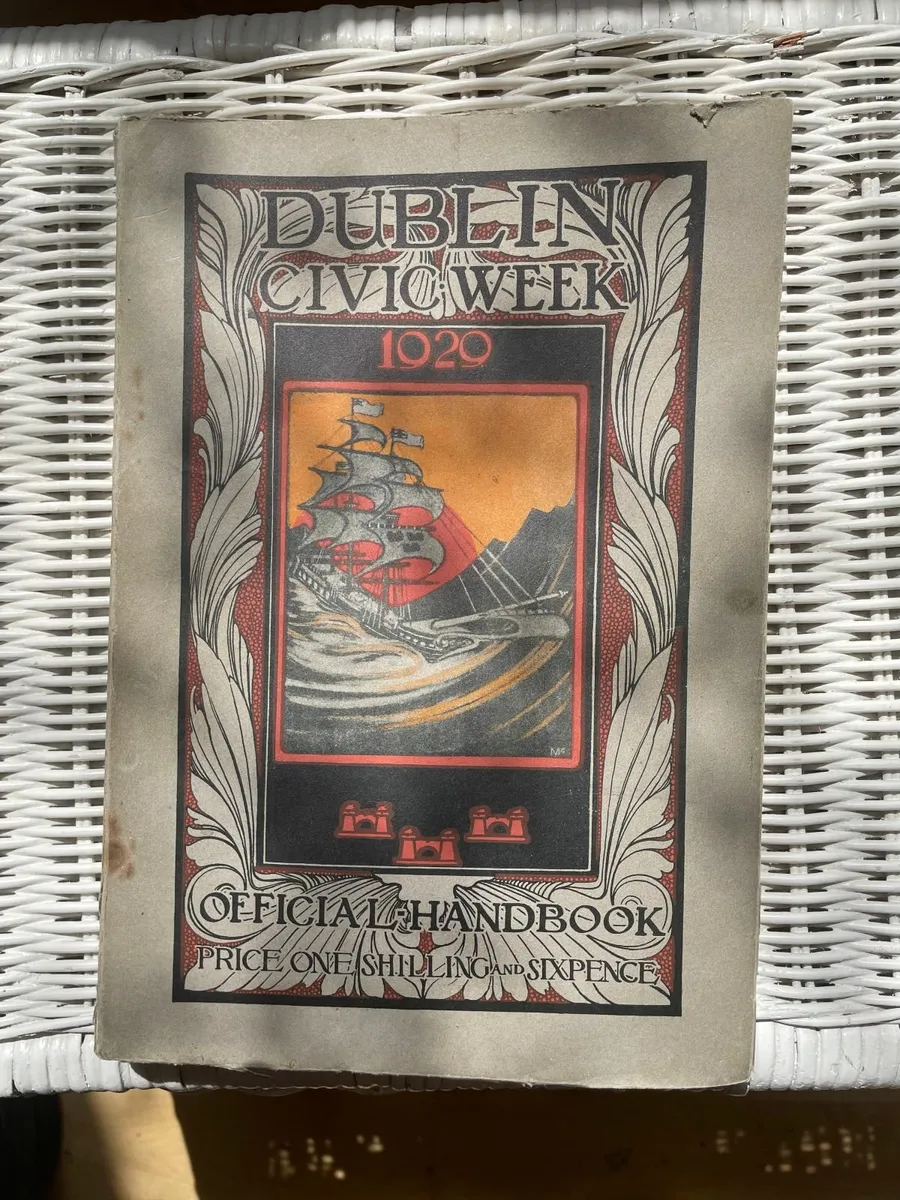 DUBLIN
CIVIC·WEEK
1929
OFFICIAL-HANDBOOK
PRICE ONE SHILLING AND SIXPENCE